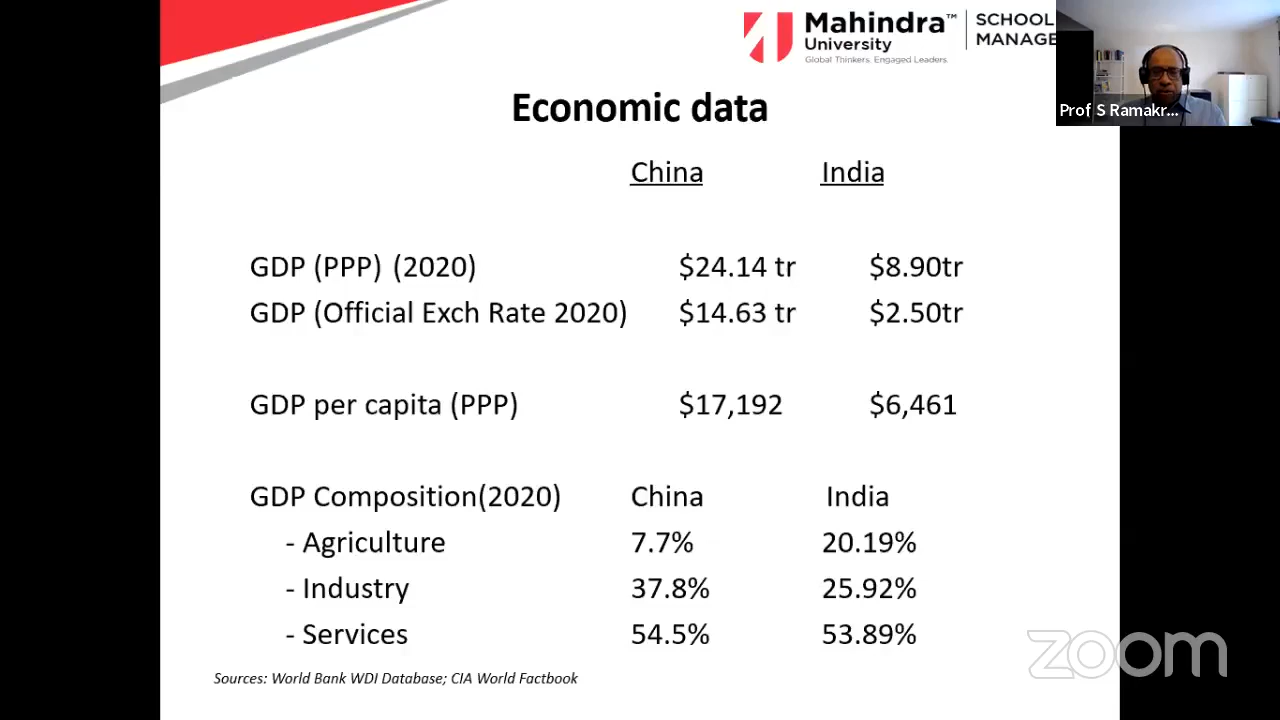 Mahindra™ University
Global Thinkers. Engaged Leaders.
SCHOOL
MANAGE
Prof S Ramakr...
Economic data
China India
GDP (PPP) (2020) $24.14 tr $8.90tr
GDP (Official Exch Rate 2020) $14.63 tr $2.50tr
GDP per capita (PPP) $17,192 $6,461
GDP Composition(2020) China India
- Agriculture 7.7% 20.19%
- Industry 37.8% 25.92%
- Services 54.5% 53.89%
Sources: World Bank WDI Database; CIA World Factbook
zoom